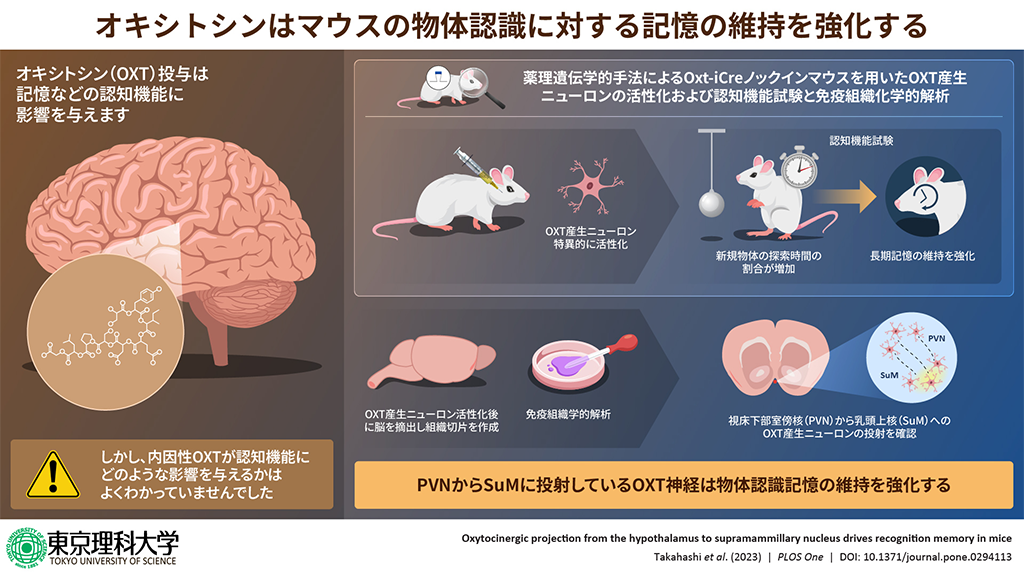 オキシトシンはマウスの物体認識に対する記憶の維持を強化する
オキシトシン（OXT）投与は
記憶などの認知機能に
影響を与えます
しかし、内因性OXTが認知機能に
どのような影響を与えるかは
よくわかっていませんでした
薬理遺伝学的手法によるOxt-iCreノックインマウスを用いたOXT産生
ニューロンの活性化および認知機能試験と免疫組織化学的解析
OXT産生ニューロン
特異的に活性化
認知機能試験
新規物体の探索時間の
割合が増加
長期記憶の維持を強化
OXT産生ニューロン活性化後
に脳を摘出し組織切片を作成
免疫組織学的解析
PVN
SuM
視床下部室傍核（PVN）から乳頭上核（SuM）への
OXT産生ニューロンの投射を確認
PVNからSuMに投射しているOXT神経は物体認識記憶の維持を強化する
東京理科大学
TOKYO UNIVERSITY OF SCIENCE
Oxytocinergic projection from the hypothalamus to supramammillary nucleus drives recognition memory in mice
Takahashi et al. (2023) | PLOS One | DOI: 10.1371/journal.pone.0294113